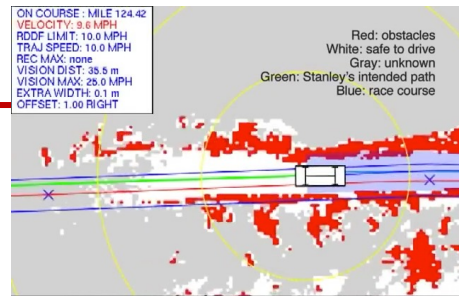 ON COURSE : MILE 124.42
VELOCITY: 9.6 MPH
RDDF LIMIT: 10.0 MPH
TRAJ SPEED: 10.0 MPH
REC MAX: none
VISION DIST: 35.5 m
VISION MAX: 25.0 MPH
EXTRA WIDTH: 0.1 m
OFFSET: 1.00 RIGHT
Red: obstacles
White: safe to drive
Gray: unknown
Green: Stanley's intended path
Blue: race course